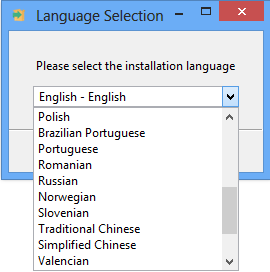 Language Selection
Please select the installation language
English - English
Polish
Brazilian Portuguese
Portuguese
Romanian
Russian
Norwegian
Slovenian
Traditional Chinese
Simplified Chinese
Valencian